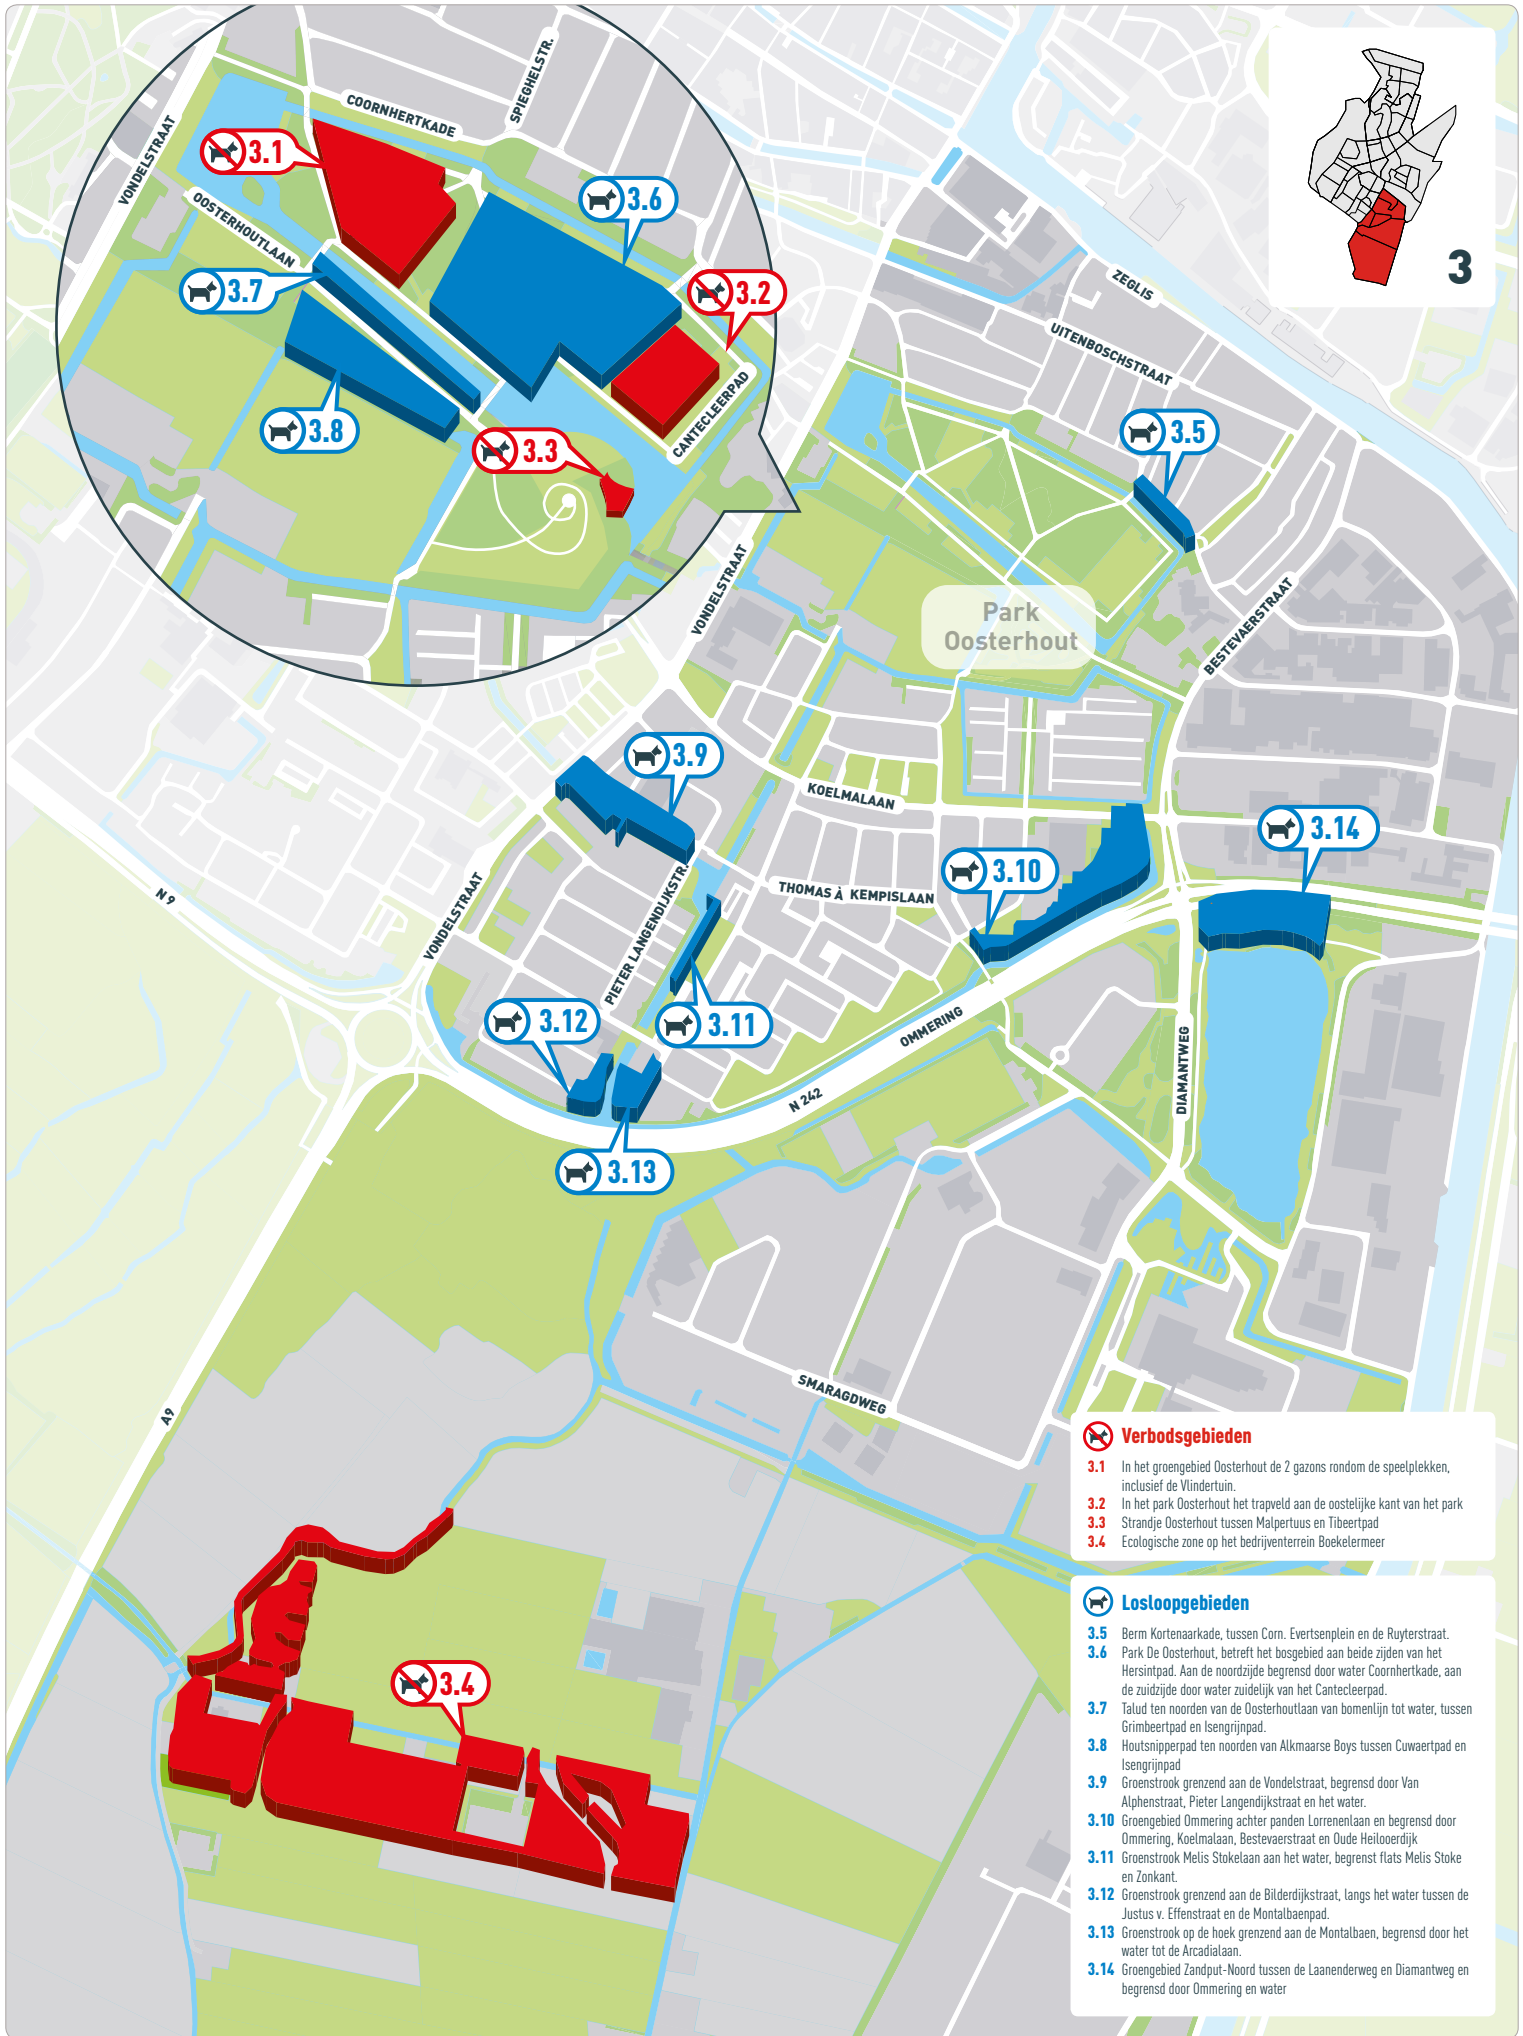 COORNHERTKADE
SPIEGHELSTR.
VONDELSTRAAT
3.1
OOSTERHOUTLAAN
3.6
3.7
3.2
3.8
CANTECLEERPAD
3.3
3
ZEGLIS
UITENBOSCHSTRAAT
3.5
VONDELSTRAAT
Park
Oosterhout
BESTEVAERSTRAAT
3.9
KOELMALAAN
3.14
3.10
THOMAS À KEMPISLAAN
N 9
VONDELSTRAAT
PIETER LANGENDIJKSTR.
3.12
3.11
OMMERING
DIAMANTWEG
N 242
3.13
SMARAGDWEG
A9
3.4
Verbodsgebieden
3.1 In het groengebied Oosterhout de 2 gazons rondom de speelplekken,
inclusief de Vlindertuin.
3.2 In het park Oosterhout het trapveld aan de oostelijke kant van het park
3.3 Strandje Oosterhout tussen Malpertuus en Tibeertpad
3.4 Ecologische zone op het bedrijventerrein Boekelermeer
Losloopgebieden
3.5 Berm Kortenaarkade, tussen Corn. Evertsenplein en de Ruyterstraat.
3.6 Park De Oosterhout, betreft het bosgebied aan beide zijden van het
Hersintpad. Aan de noordzijde begrensd door water Coornhertkade, aan
de zuidzijde door water zuidelijk van het Cantecleerpad.
3.7 Talud ten noorden van de Oosterhoutlaan van bomenlijn tot water, tussen
Grimbeertpad en Isengrijnpad.
3.8 Houtsnipperpad ten noorden van Alkmaarse Boys tussen Cuwaertpad en
Isengrijnpad
3.9 Groenstrook grenzend aan de Vondelstraat, begrensd door Van
Alphenstraat, Pieter Langendijkstraat en het water.
3.10 Groengebied Ommering achter panden Lorrenenlaan en begrensd door
Ommering, Koelmalaan, Bestevaerstraat en Oude Heilooerdijk
3.11 Groenstrook Melis Stokelaan aan het water, begrenst flats Melis Stoke
en Zonkant.
3.12 Groenstrook grenzend aan de Bilderdijkstraat, langs het water tussen de
Justus v. Effenstraat en de Montalbaenpad.
3.13 Groenstrook op de hoek grenzend aan de Montalbaen, begrensd door het
water tot de Arcadialaan.
3.14 Groengebied Zandput-Noord tussen de Laanenderweg en Diamantweg en
begrensd door Ommering en water